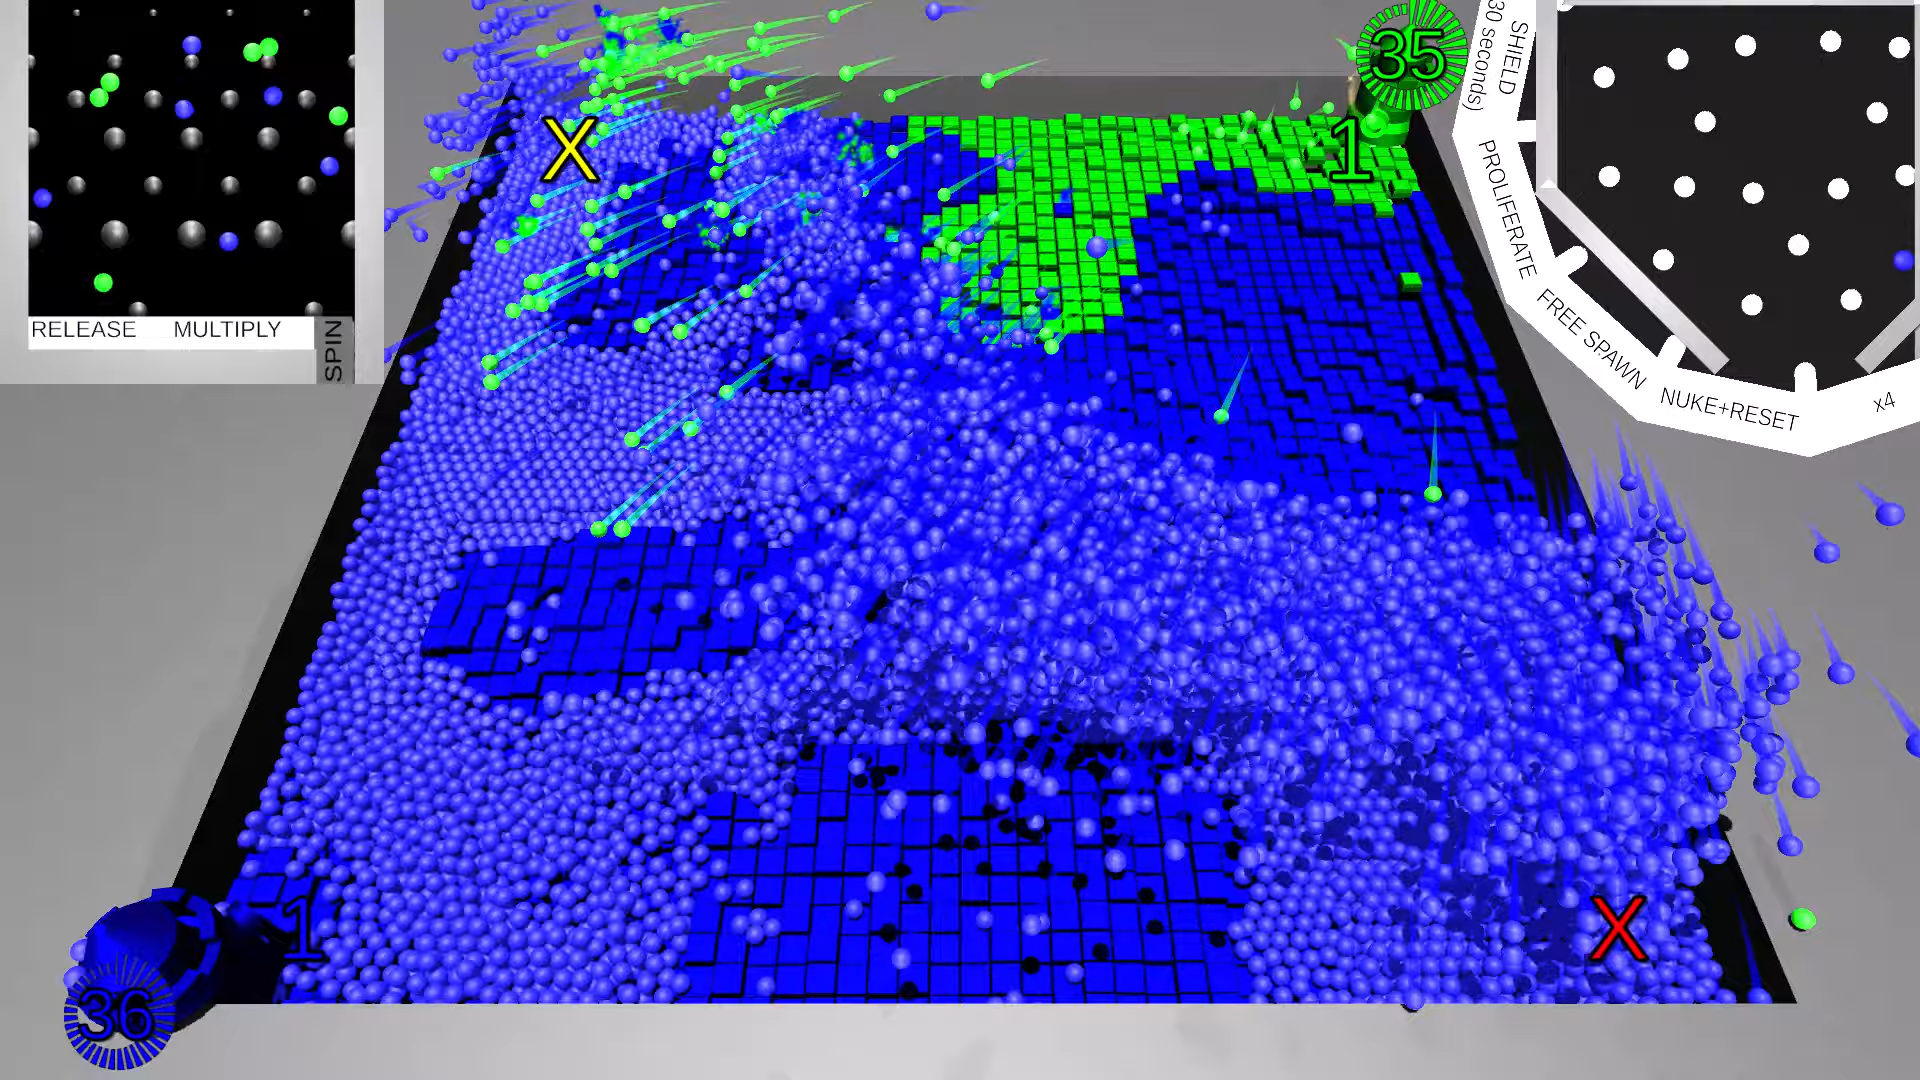 RELEASE MULTIPLY
SPIN
X
35
1
SHIELD
(30 seconds)
PROLIFERATE
FREE SPAWN
NUKE+RESET
x4
1
36
X